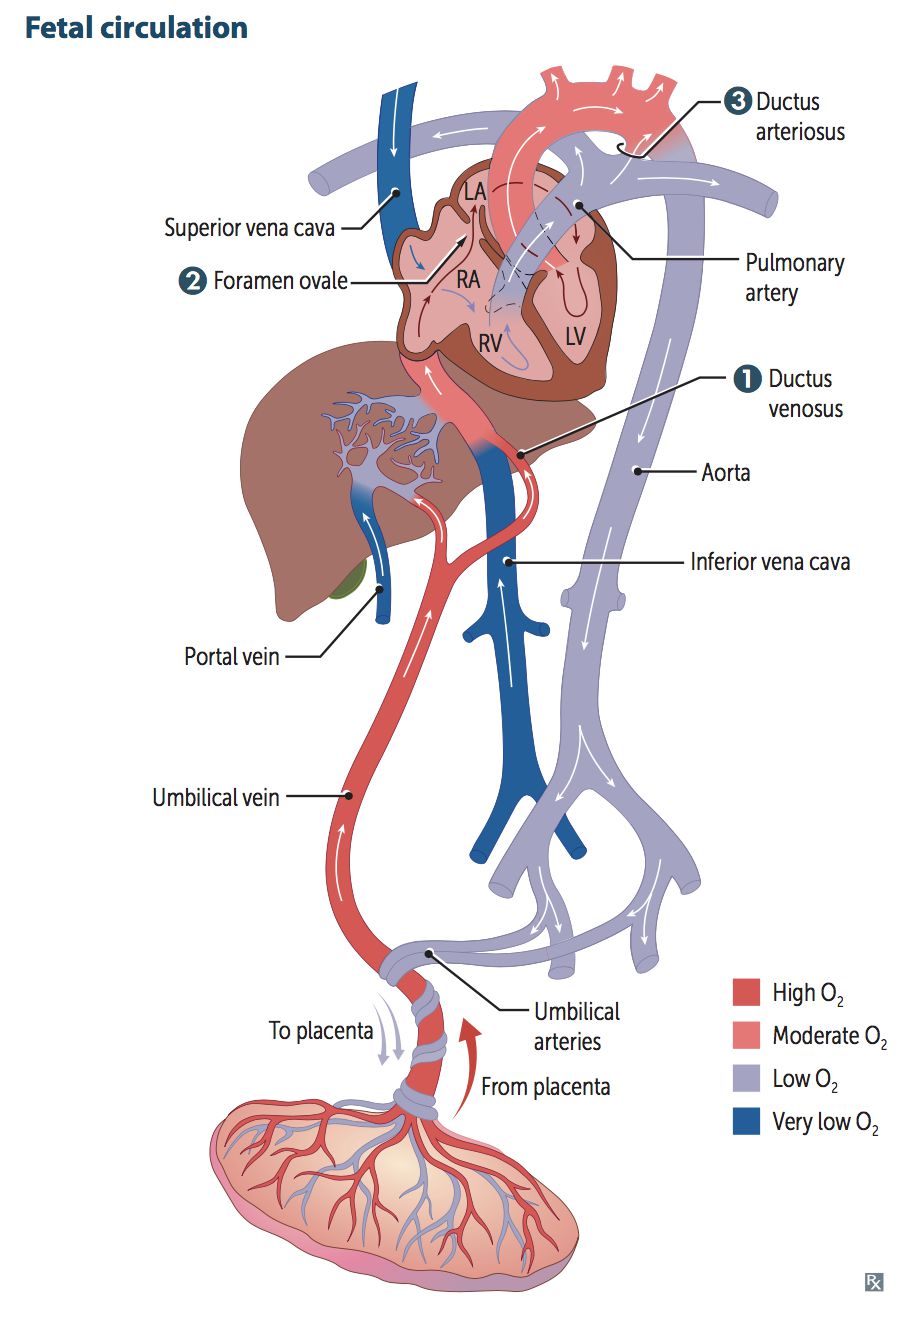 Fetal circulation
3 Ductus
arteriosus
LA
Superior vena cava
2 Foramen ovale
RA
Pulmonary
artery
RV
LV
1 Ductus
venosus
Aorta
Inferior vena cava
Portal vein
Umbilical vein
Umbilical
arteries
To placenta
From placenta
High O₂
Moderate O₂
Low O₂
Very low O₂
Rx